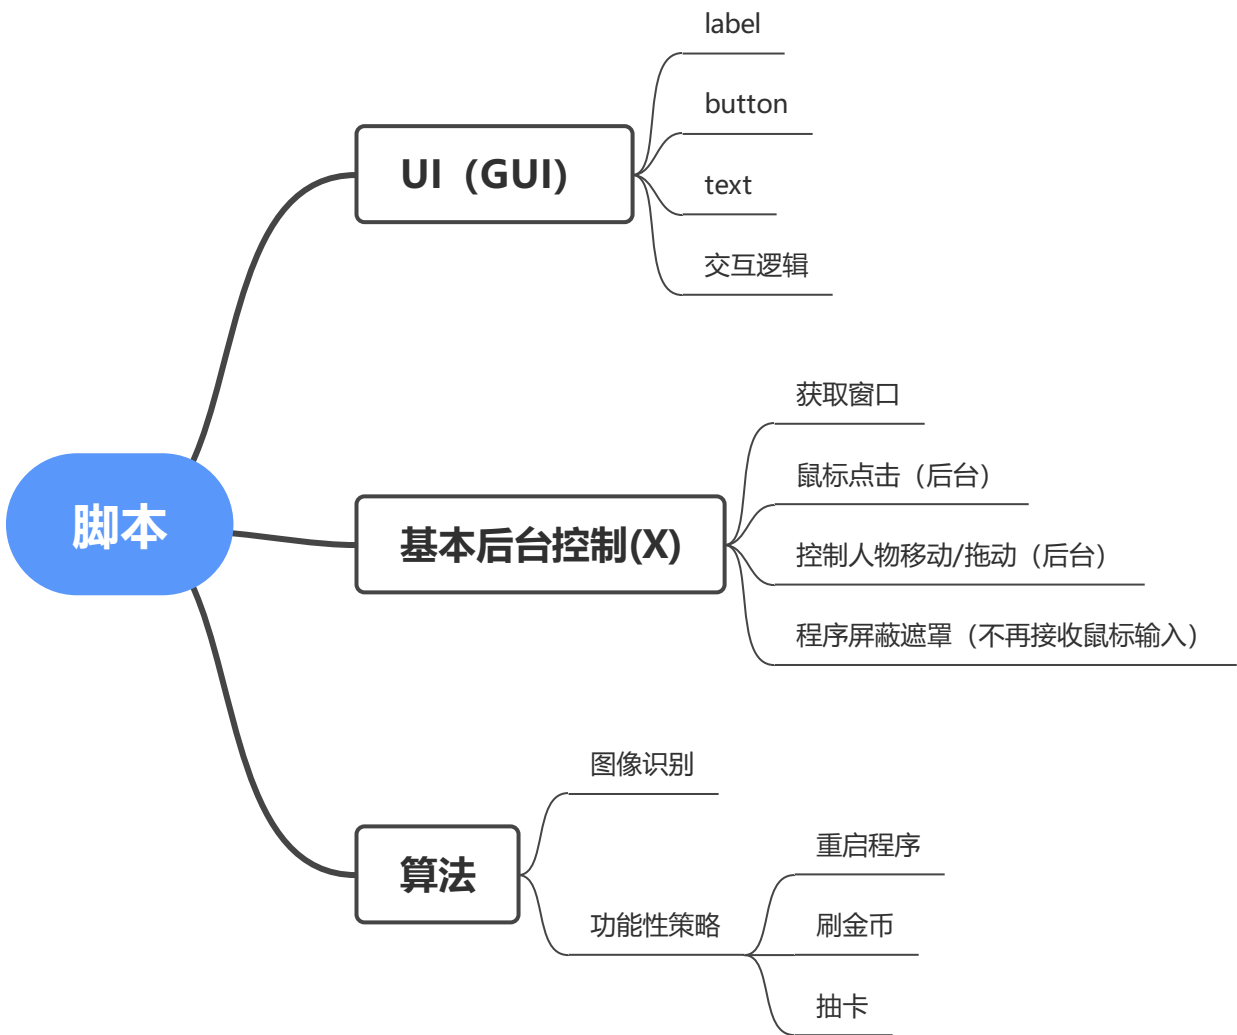 label
button
text
交互逻辑
UI（GUI）
获取窗口
鼠标点击（后台）
控制人物移动/拖动（后台）
程序屏蔽遮罩（不再接收鼠标输入）
基本后台控制(X)
脚本
图像识别
算法
功能性策略
重启程序
刷金币
抽卡